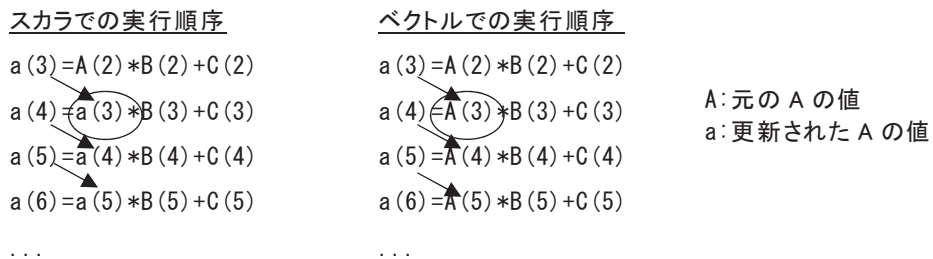 スカラでの実行順序
a(3)=A(2)*B(2)+C(2)
a(4)=a(3)*B(3)+C(3)
a(5)=a(4)*B(4)+C(4)
a(6)=a(5)*B(5)+C(5)
...
ベクトルでの実行順序
a(3)=A(2)*B(2)+C(2)
a(4)=A(3)*B(3)+C(3)
a(5)=A(4)*B(4)+C(4)
a(6)=A(5)*B(5)+C(5)
...
A:元の A の値
a:更新された A の値